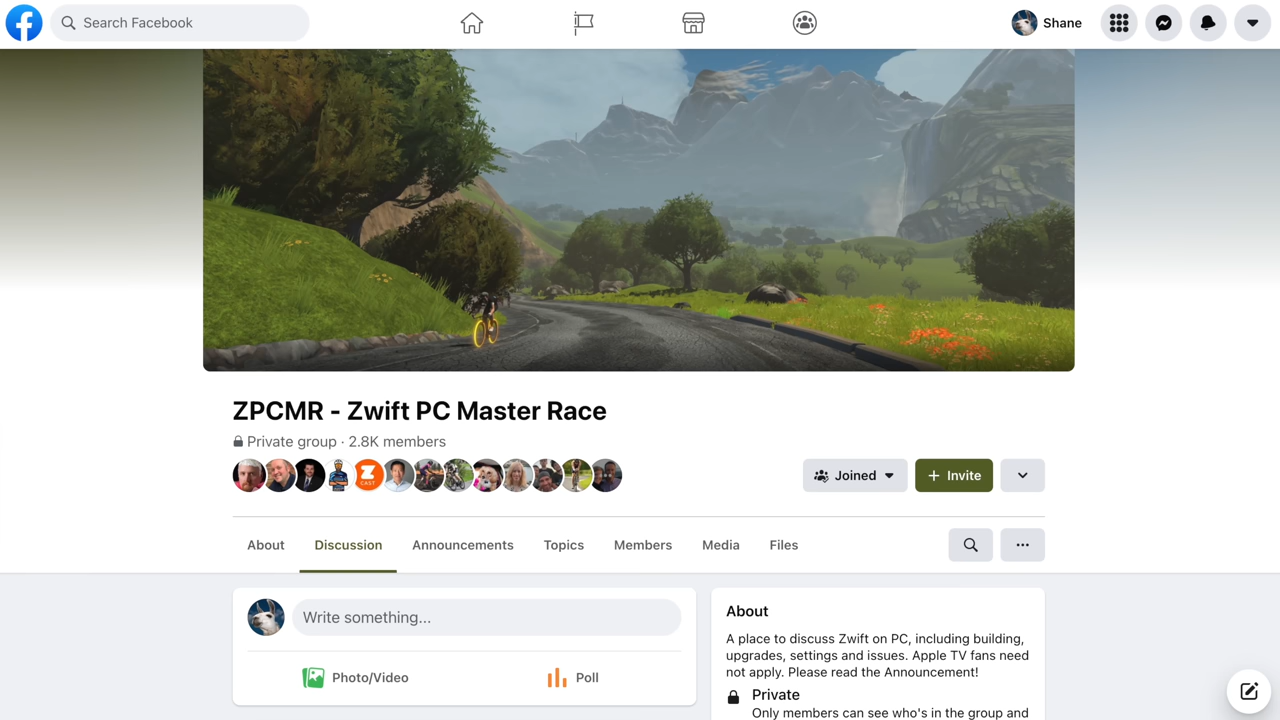 Search Facebook
Shane
ZPCMR - Zwift PC Master Race
Private group · 2.8K members
Z
CAST
Joined
+ Invite
About
Discussion
Announcements
Topics
Members
Media
Files
Write something...
Photo/Video
Poll
About
A place to discuss Zwift on PC, including building,
upgrades, settings and issues. Apple TV fans need
not apply. Please read the Announcement!
Private
Only members can see who's in the group and